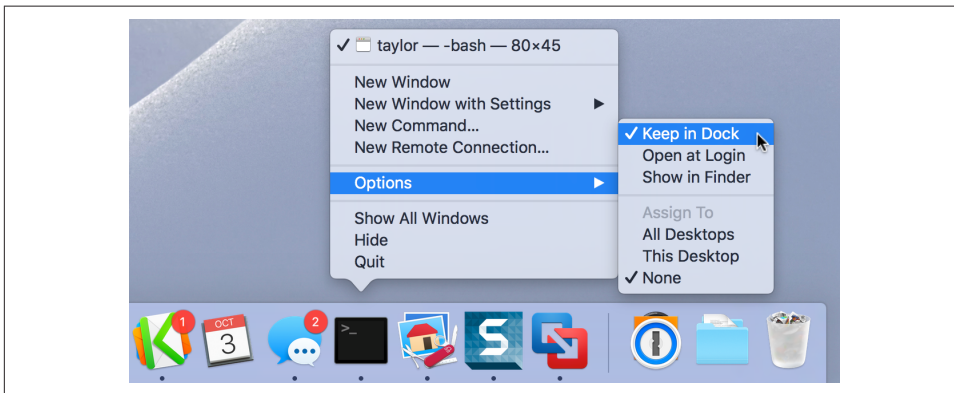 ✓ taylor — -bash — 80×45
New Window
New Window with Settings ▶
New Command...
New Remote Connection...
Options ▶
Show All Windows
Hide
Quit
✓ Keep in Dock
Open at Login
Show in Finder
Assign To
All Desktops
This Desktop
✓ None
1
OCT
3
2
>_
S